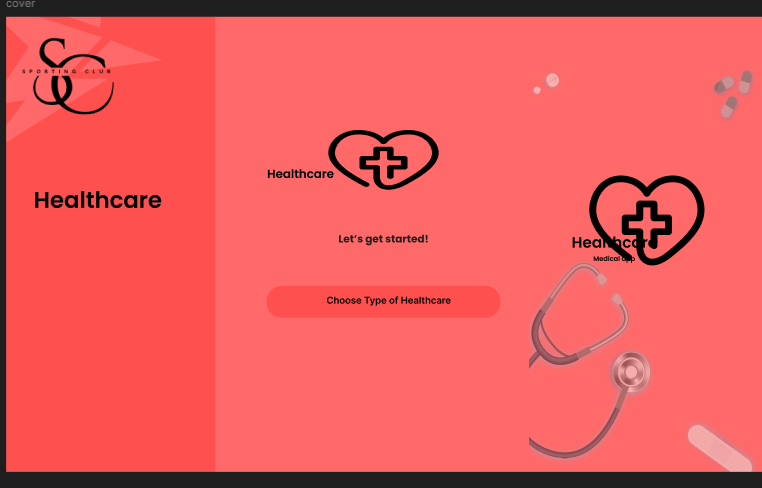 cover
SC
SPORTING CLUB
Healthcare
Healthcare
Let's get started!
Choose Type of Healthcare
Healthcare
Medical app